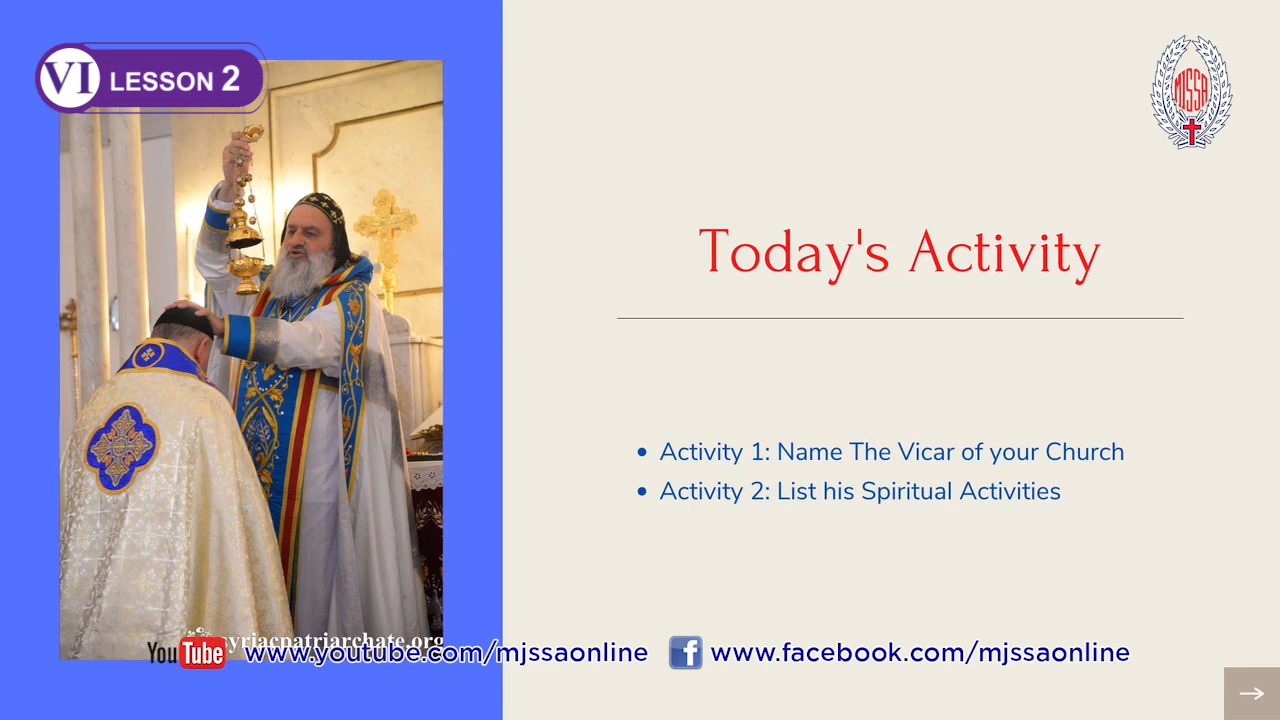 VI LESSON 2
MJSSA
Today's Activity
Activity 1: Name The Vicar of your Church
Activity 2: List his Spiritual Activities
syriacpatriarchate.org
YouTube www.youtube.com/mjssaonline f www.facebook.com/mjssaonline